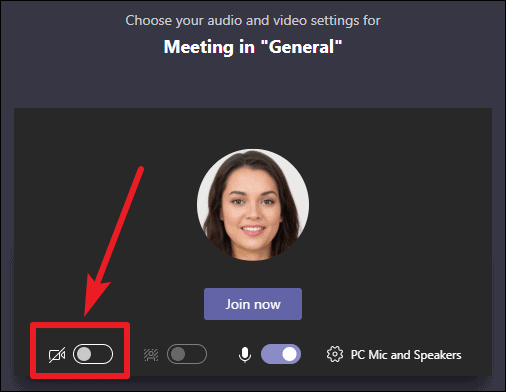 Choose your audio and video settings for
Meeting in "General"
Join now
PC Mic and Speakers